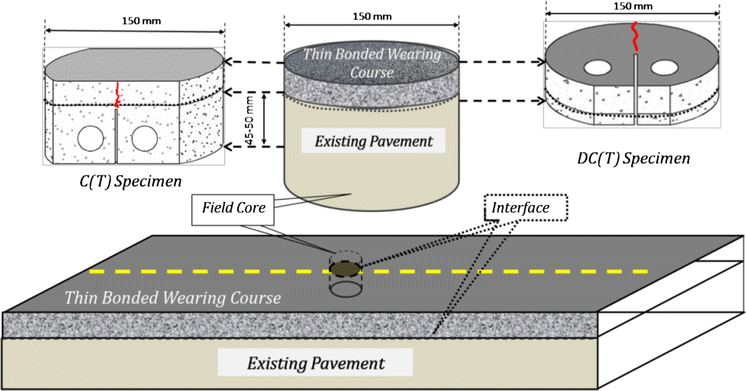 150 mm
150 mm
150 mm
Thin Bonded Wearing
Course
45-50 mm
Existing Pavement
C(T) Specimen
DC(T) Specimen
Field Core
Interface
Thin Bonded Wearing Course
Existing Pavement